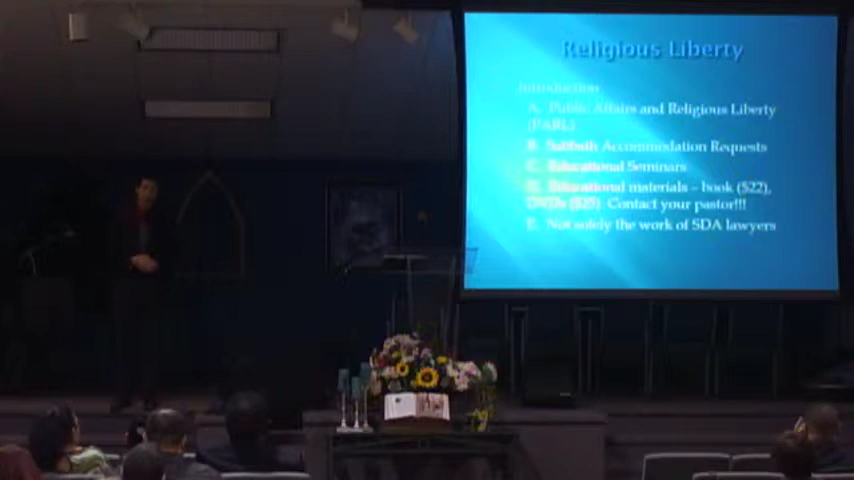 Religious Liberty
Introduction
A. Public Affairs and Religious Liberty
(PARL)
B. Sabbath Accommodation Requests
C. Educational Seminars
D. Educational materials – book ($22),
DVDs ($25). Contact your pastor!!!
E. Not solely the work of SDA lawyers